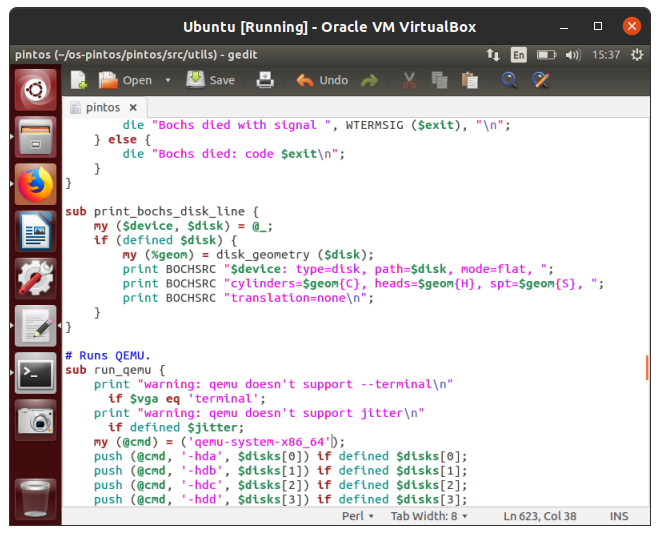 Ubuntu [Running] - Oracle VM VirtualBox
pintos (~/os-pintos/pintos/src/utils) - gedit En 15:37
Open Save Undo
pintos ×
        die "Bochs died with signal ", WTERMSIG ($exit), "\n";
    } else {
        die "Bochs died: code $exit\n";
    }
}
sub print_bochs_disk_line {
    my ($device, $disk) = @_;
    if (defined $disk) {
        my (%geom) = disk_geometry ($disk);
        print BOCHSRC "$device: type=disk, path=$disk, mode=flat, ";
        print BOCHSRC "cylinders=$geom{C}, heads=$geom{H}, spt=$geom{S}, ";
        print BOCHSRC "translation=none\n";
    }
}
# Runs QEMU.
sub run_qemu {
    print "warning: qemu doesn't support --terminal\n"
      if $vga eq 'terminal';
    print "warning: qemu doesn't support jitter\n"
      if defined $jitter;
    my (@cmd) = ('qemu-system-x86_64');
    push (@cmd, '-hda', $disks[0]) if defined $disks[0];
    push (@cmd, '-hdb', $disks[1]) if defined $disks[1];
    push (@cmd, '-hdc', $disks[2]) if defined $disks[2];
    push (@cmd, '-hdd', $disks[3]) if defined $disks[3];
Perl Tab Width: 8 Ln 623, Col 38 INS